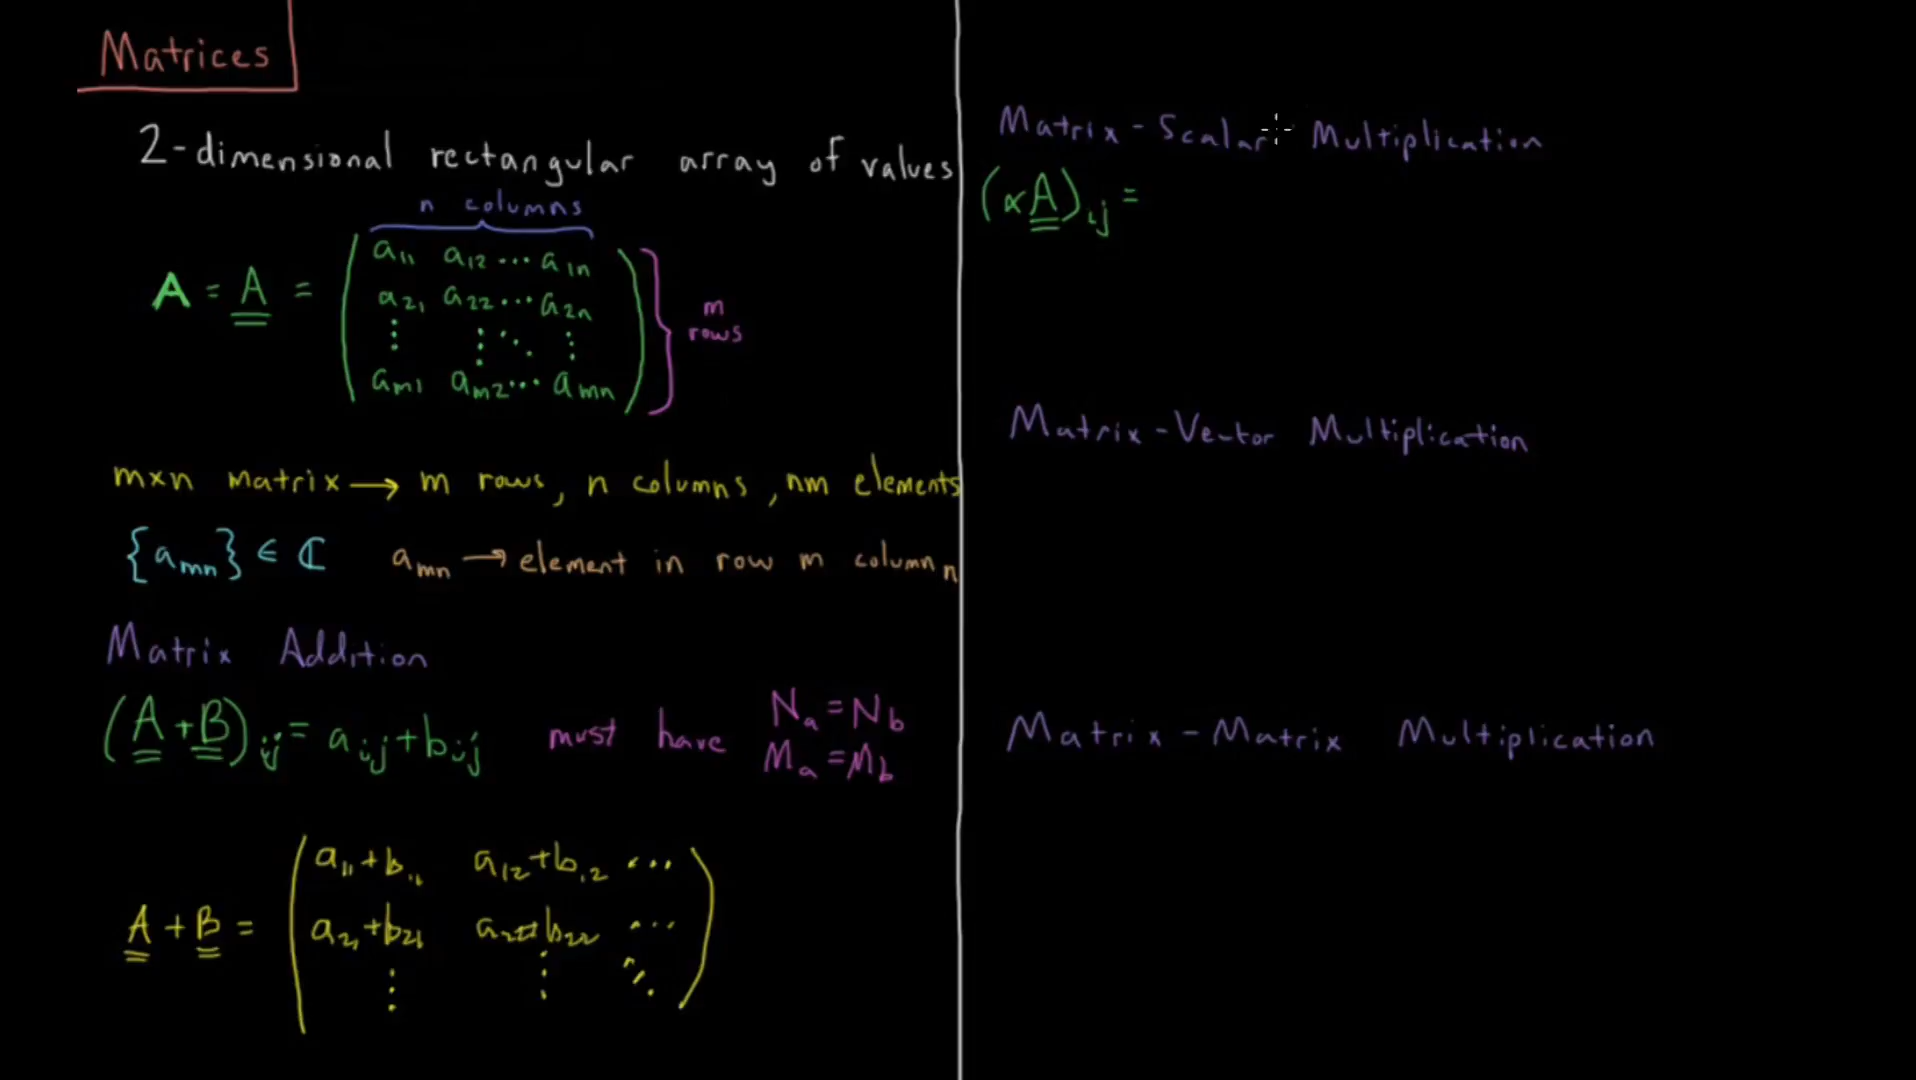 Matrices
2-dimensional rectangular array of values
n columns
A = A = ( a11 a12 ... a1n
a21 a22 ... a2n
⋮ ⋮ ⋱ ⋮
am1 am2 ... amn )
m
rows
m×n matrix → m rows, n columns, nm elements
{amn} ∈ ℂ amn → element in row m column n
Matrix Addition
(A + B)ij = aij + bij must have Na = Nb
Ma = Mb
A + B = ( a11 + b11 a12 + b12 ...
a21 + b21 a22 + b22 ...
⋮ ⋮ ⋱ )
Matrix - Scalar Multiplication
(αA)ij =
Matrix - Vector Multiplication
Matrix - Matrix Multiplication